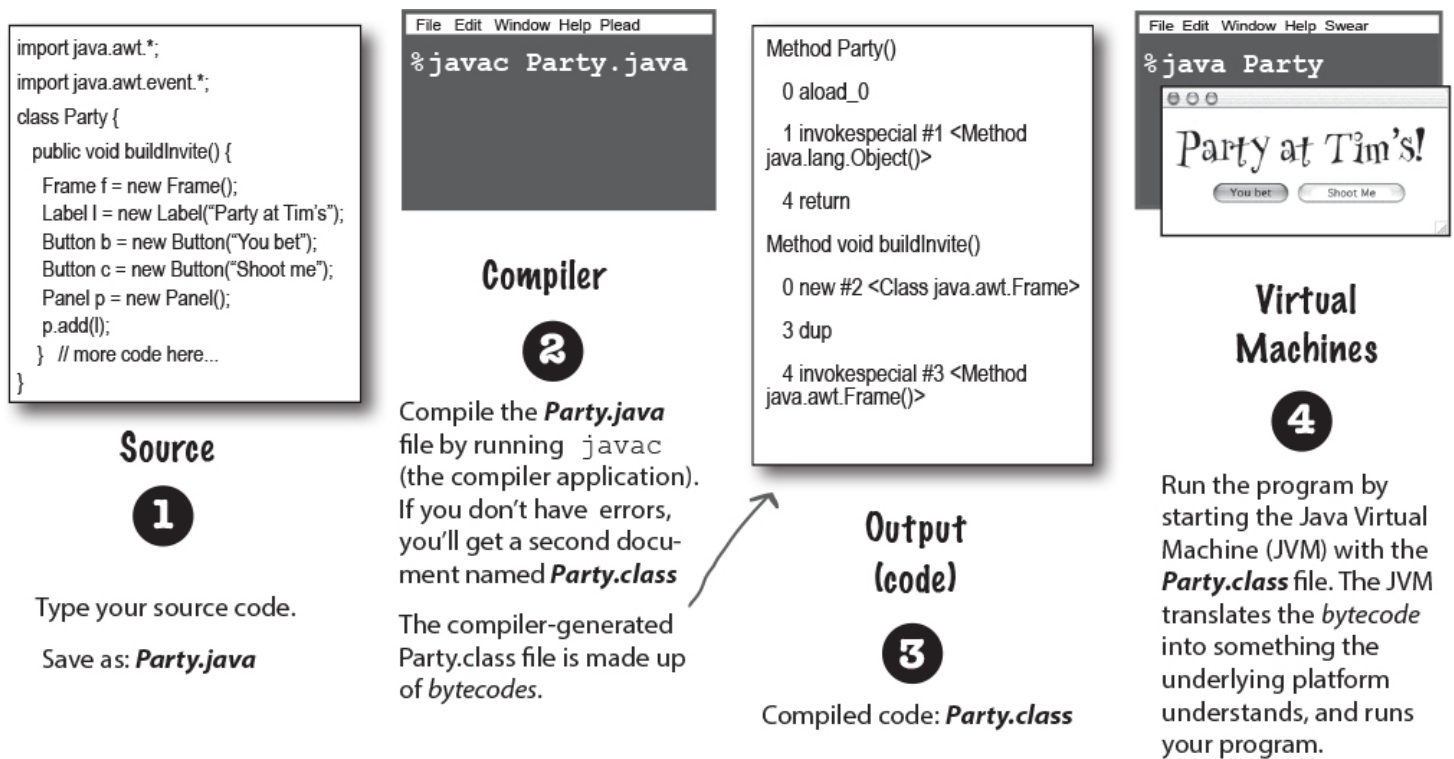 import java.awt.*;
import java.awt.event.*;
class Party {
public void buildInvite() {
Frame f = new Frame();
Label l = new Label(“Party at Tim’s”);
Button b = new Button(“You bet”);
Button c = new Button(“Shoot me”);
Panel p = new Panel();
p.add(l);
} // more code here...
}
Source
1
Type your source code.
Save as: Party.java
File Edit Window Help Plead
%javac Party.java
Compiler
2
Compile the Party.java
file by running javac
(the compiler application).
If you don’t have errors,
you’ll get a second docu-
ment named Party.class
The compiler-generated
Party.class file is made up
of bytecodes.
Method Party()
0 aload_0
1 invokespecial #1 <Method
java.lang.Object()>
4 return
Method void buildInvite()
0 new #2 <Class java.awt.Frame>
3 dup
4 invokespecial #3 <Method
java.awt.Frame()>
Output
(code)
3
Compiled code: Party.class
File Edit Window Help Swear
%java Party
Party at Tim’s!
You bet
Shoot Me
Virtual
Machines
4
Run the program by
starting the Java Virtual
Machine (JVM) with the
Party.class file. The JVM
translates the bytecode
into something the
underlying platform
understands, and runs
your program.